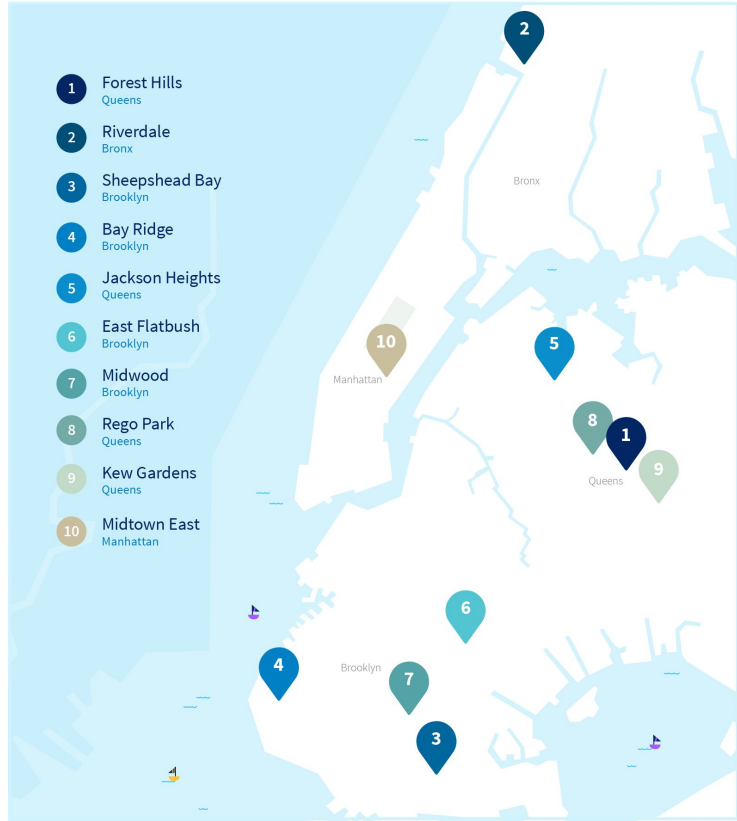 1
Forest Hills
Queens
2
Riverdale
Bronx
3
Sheepshead Bay
Brooklyn
4
Bay Ridge
Brooklyn
5
Jackson Heights
Queens
6
East Flatbush
Brooklyn
7
Midwood
Brooklyn
8
Rego Park
Queens
9
Kew Gardens
Queens
10
Midtown East
Manhattan
2
Bronx
10
Manhattan
5
8
1
9
Queens
6
4
Brooklyn
7
3